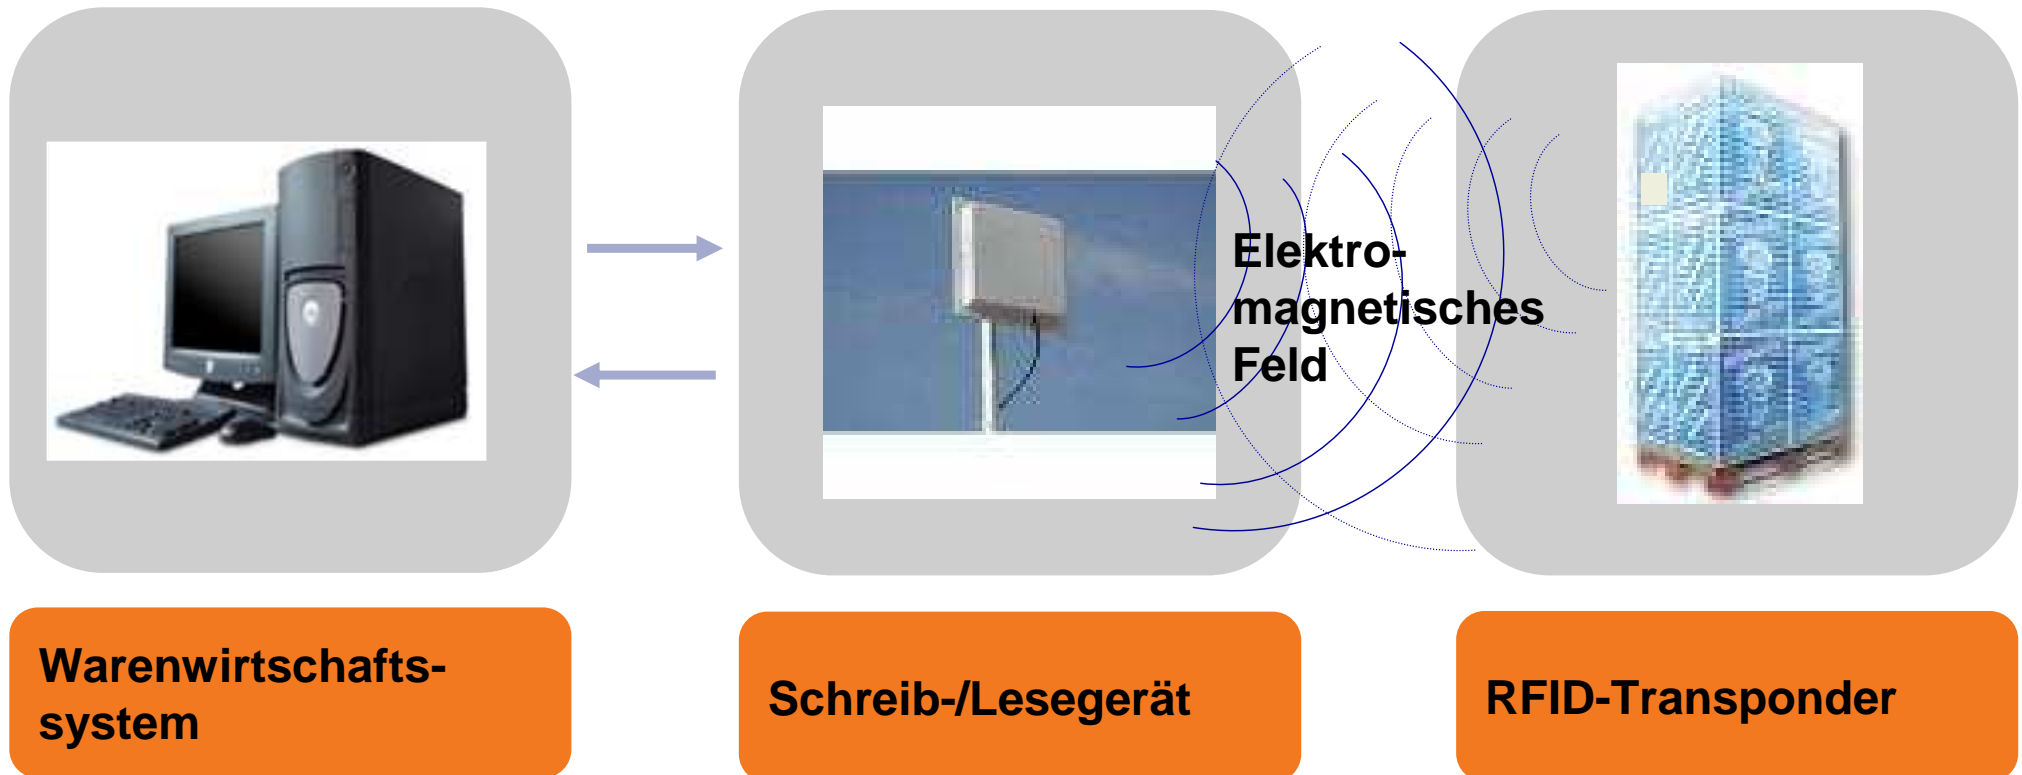 Elektro-
magnetisches
Feld
Warenwirtschafts-
system
Schreib-/Lesegerät
RFID-Transponder